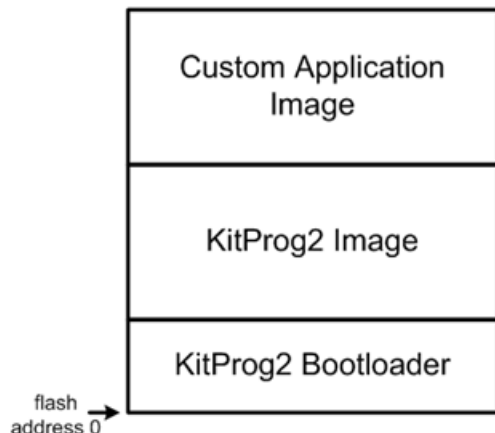 Custom Application
Image
KitProg2 Image
KitProg2 Bootloader
flash
address 0